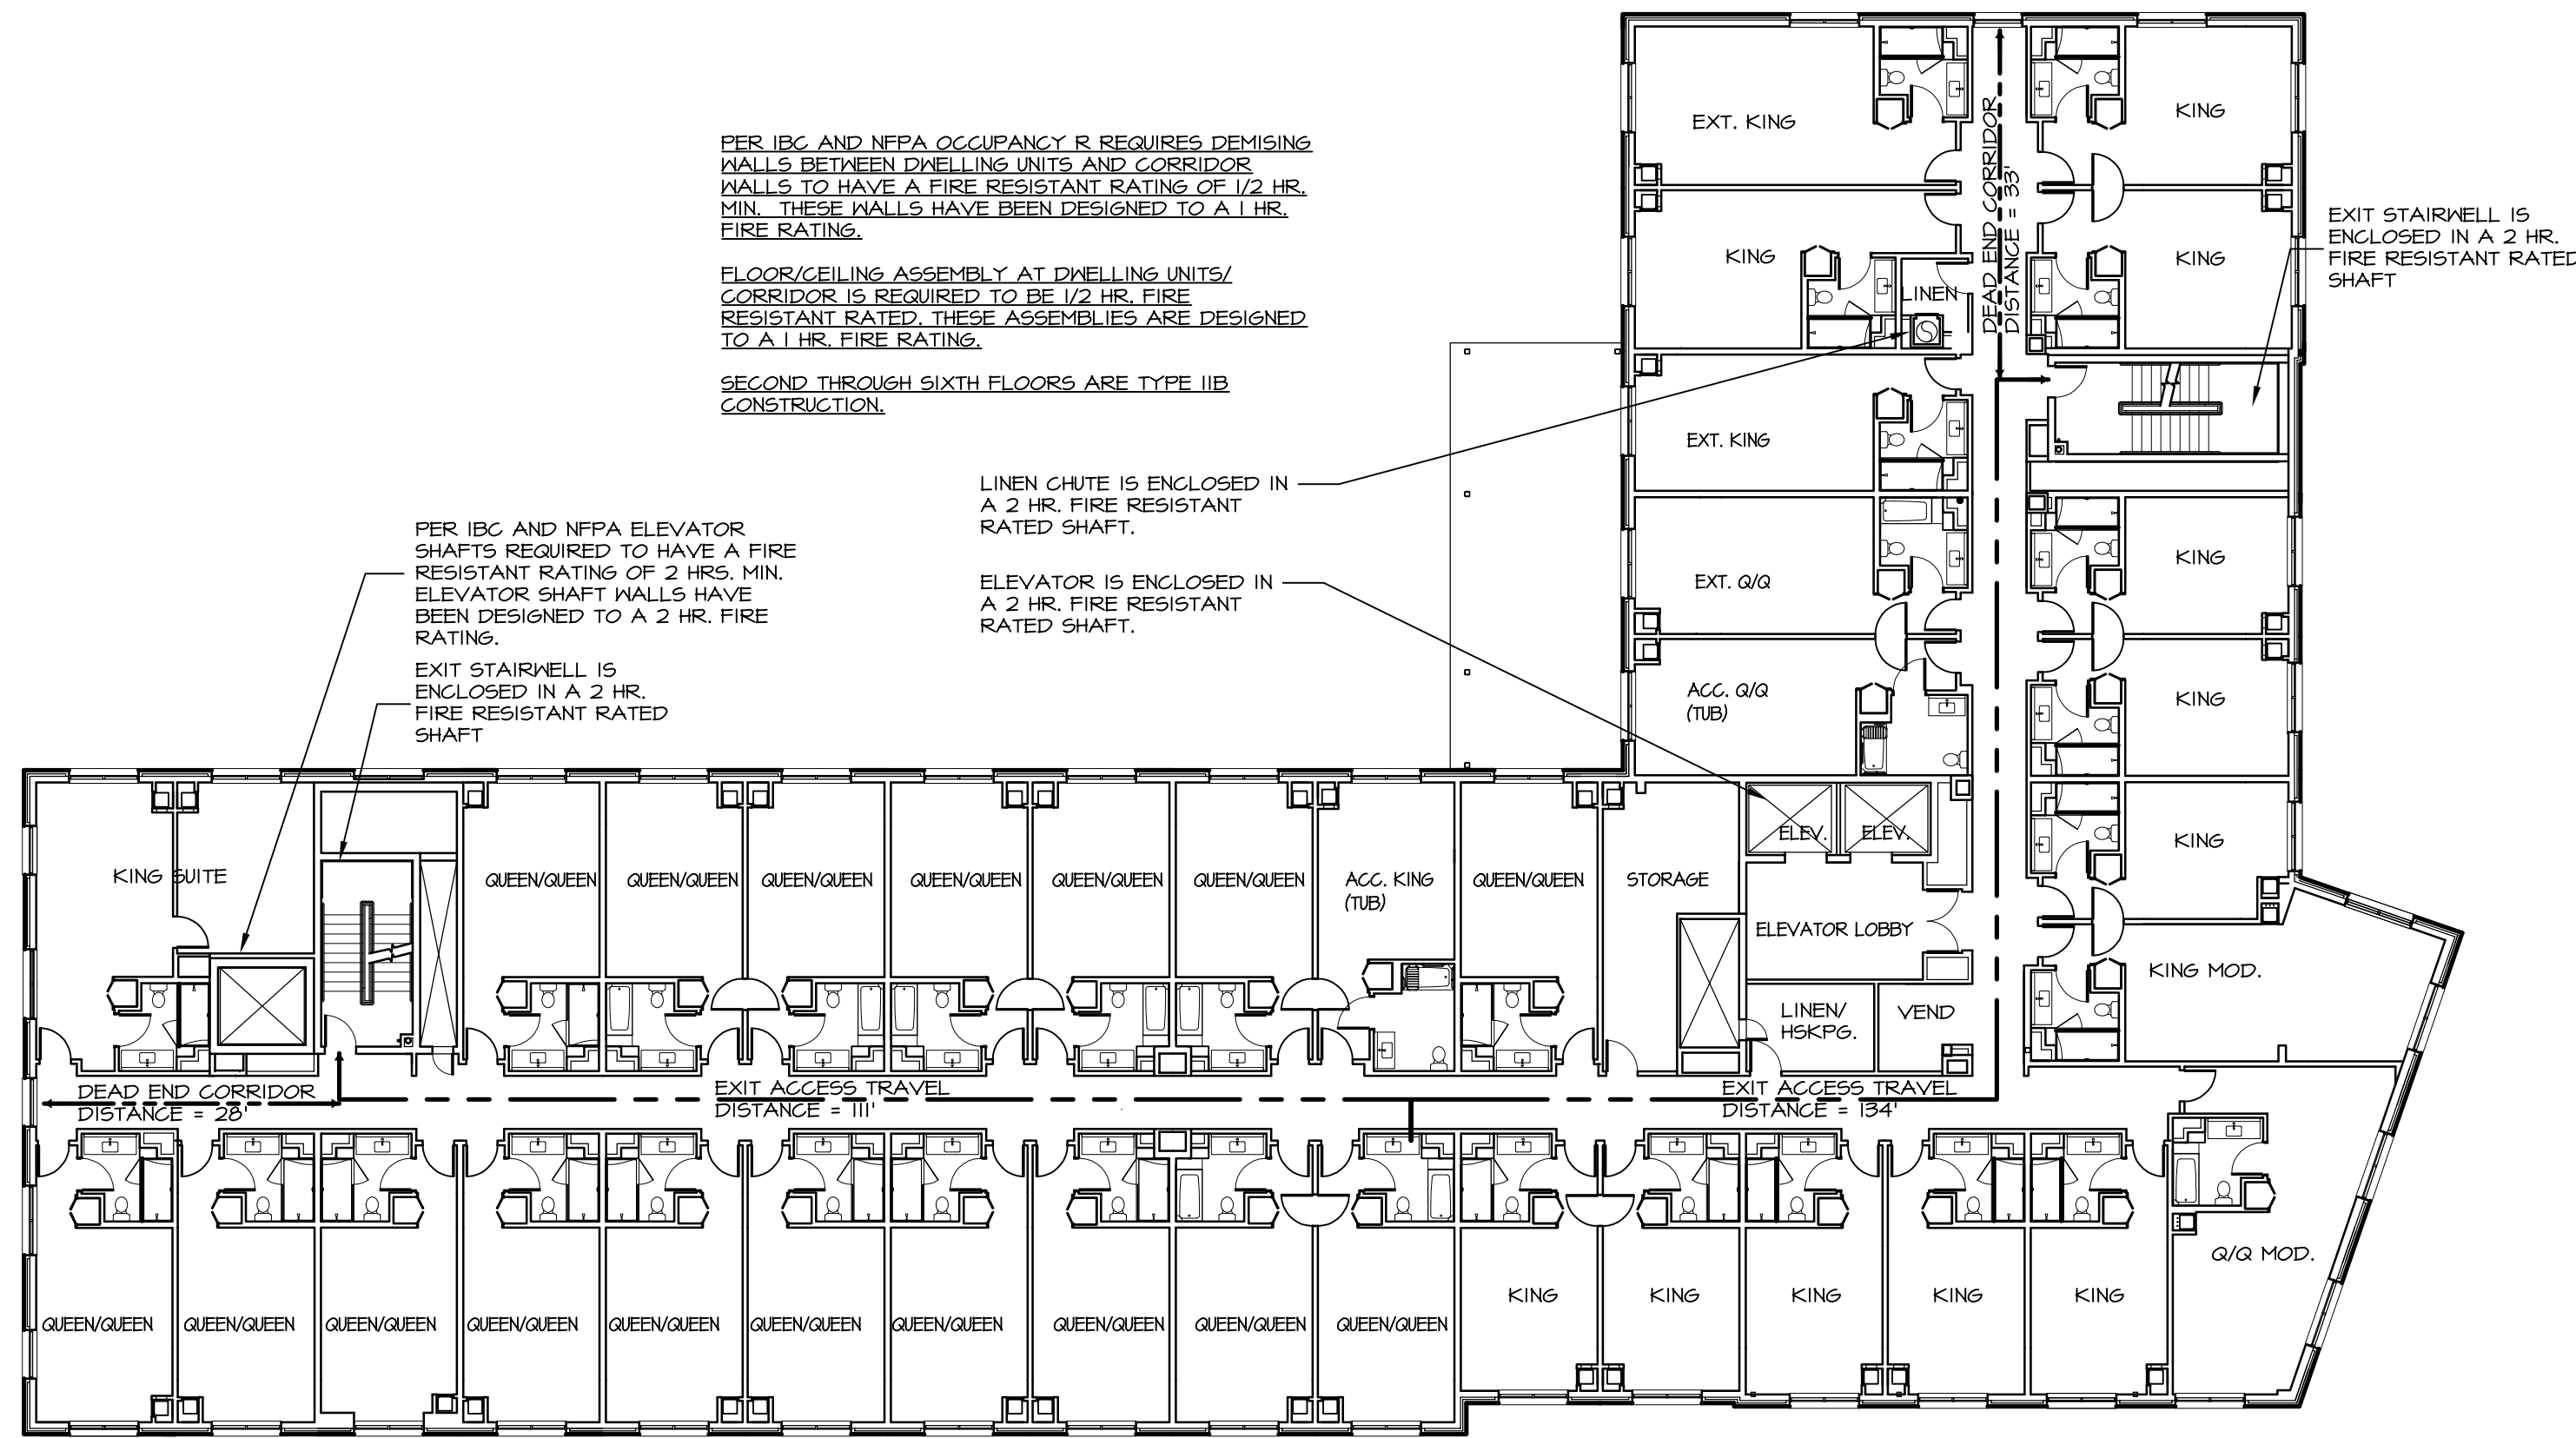 PER IBC AND NFPA OCCUPANCY R REQUIRES DEMISING
WALLS BETWEEN DWELLING UNITS AND CORRIDOR
WALLS TO HAVE A FIRE RESISTANT RATING OF 1/2 HR.
MIN. THESE WALLS HAVE BEEN DESIGNED TO A 1 HR.
FIRE RATING.
FLOOR/CEILING ASSEMBLY AT DWELLING UNITS/
CORRIDOR IS REQUIRED TO BE 1/2 HR. FIRE
RESISTANT RATED. THESE ASSEMBLIES ARE DESIGNED
TO A 1 HR. FIRE RATING.
SECOND THROUGH SIXTH FLOORS ARE TYPE IIB
CONSTRUCTION.
EXT. KING
KING
DEAD END CORRIDOR
DISTANCE = 33'
KING
KING
LINEN
EXIT STAIRWELL IS
ENCLOSED IN A 2 HR.
FIRE RESISTANT RATED
SHAFT
LINEN CHUTE IS ENCLOSED IN
A 2 HR. FIRE RESISTANT
RATED SHAFT.
EXT. KING
PER IBC AND NFPA ELEVATOR
SHAFTS REQUIRED TO HAVE A FIRE
RESISTANT RATING OF 2 HRS. MIN.
ELEVATOR SHAFT WALLS HAVE
BEEN DESIGNED TO A 2 HR. FIRE
RATING.
ELEVATOR IS ENCLOSED IN
A 2 HR. FIRE RESISTANT
RATED SHAFT.
EXT. Q/Q
KING
EXIT STAIRWELL IS
ENCLOSED IN A 2 HR.
FIRE RESISTANT RATED
SHAFT
ACC. Q/Q
(TUB)
KING
KING SUITE
QUEEN/QUEEN
QUEEN/QUEEN
QUEEN/QUEEN
QUEEN/QUEEN
QUEEN/QUEEN
QUEEN/QUEEN
ACC. KING
(TUB)
QUEEN/QUEEN
STORAGE
ELEV.
ELEV.
KING
ELEVATOR LOBBY
KING MOD.
LINEN/
HSKPG.
VEND
DEAD END CORRIDOR
DISTANCE = 28'
EXIT ACCESS TRAVEL
DISTANCE = 111'
EXIT ACCESS TRAVEL
DISTANCE = 134'
QUEEN/QUEEN
QUEEN/QUEEN
QUEEN/QUEEN
QUEEN/QUEEN
QUEEN/QUEEN
QUEEN/QUEEN
QUEEN/QUEEN
QUEEN/QUEEN
QUEEN/QUEEN
QUEEN/QUEEN
KING
KING
KING
KING
KING
Q/Q MOD.